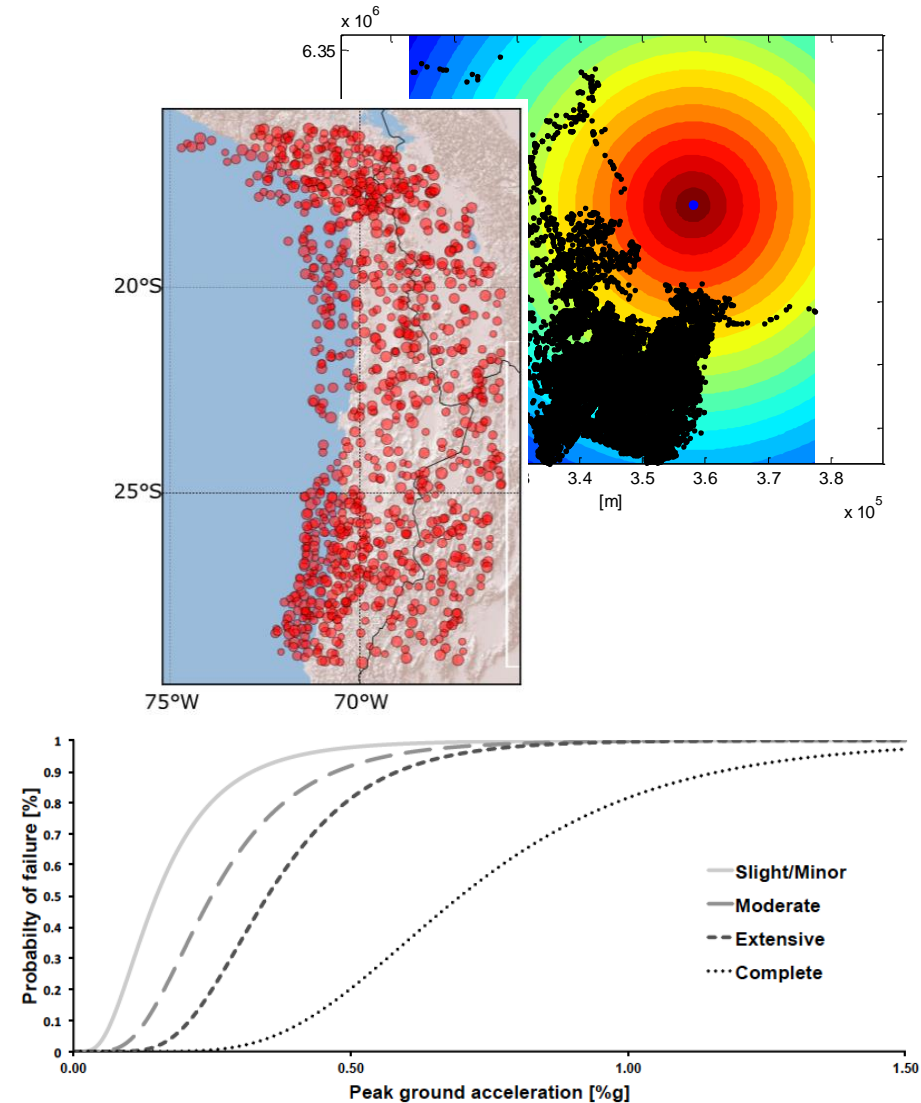 x 10^6
6.35
20°S
25°S
75°W
70°W
3.4
3.5
3.6
3.7
3.8
[m]
x 10^5
1
0.9
0.8
0.7
0.6
0.5
0.4
0.3
0.2
0.1
0
Probabilty of failure [%]
Slight/Minor
Moderate
Extensive
Complete
0.00
0.50
1.00
1.50
Peak ground acceleration [%g]